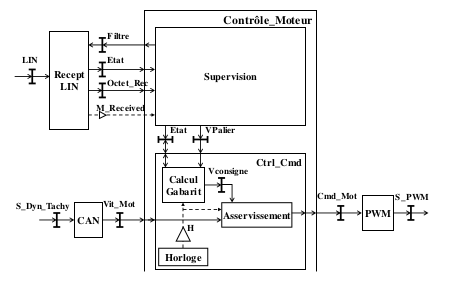 Contrôle_Moteur
Filtre
LIN
Etat
Recept
LIN
Supervision
Octet_Rec
M_Received
Etat
VPalier
Ctrl_Cmd
Vconsigne
Calcul
Gabarit
S_Dyn_Tachy
CAN
Vit_Mot
Asservissement
Cmd_Mot
PWM
S_PWM
H
Horloge